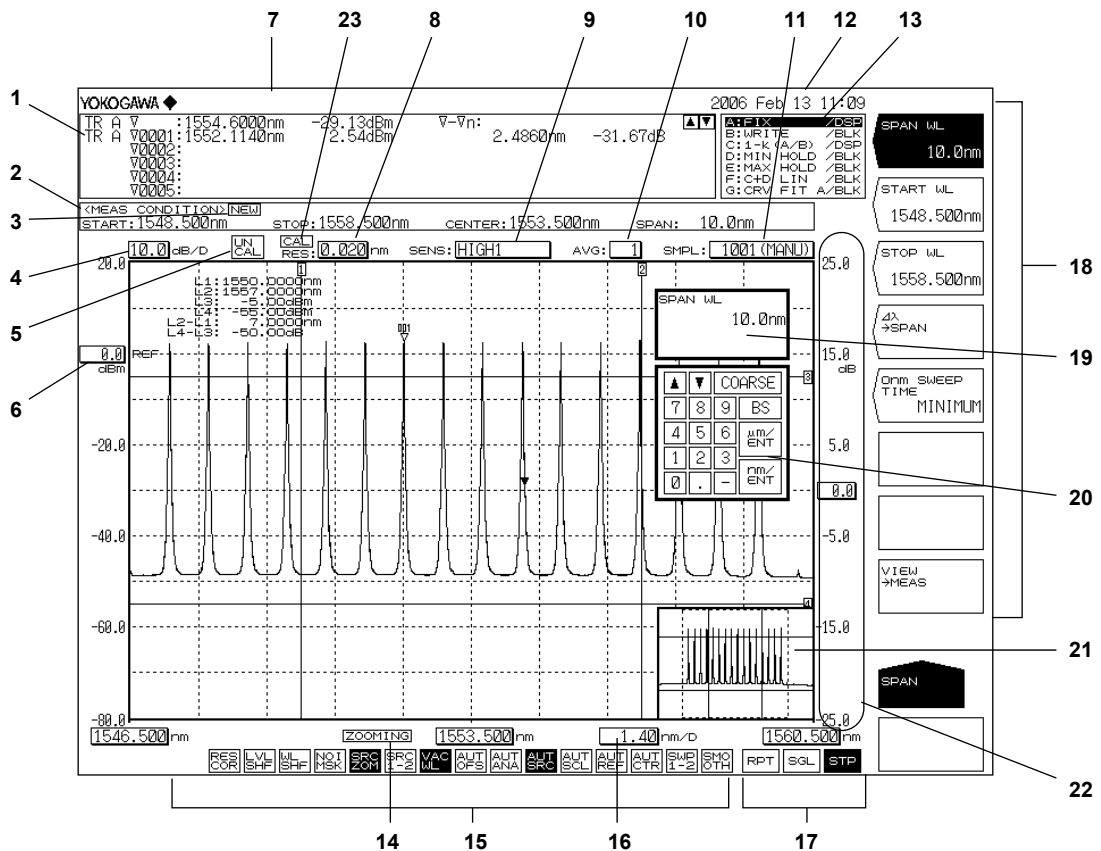 7 23 8 9 10 11 12 13
YOKOGAWA
2006 Feb 13 11:09
1
TR A ▽ :1554.6000nm -29.13dBm ▽-▽n: ▲▼
TR A ▽0001:1552.1140nm 2.54dBm 2.4860nm -31.67dB
▽0002:
▽0003:
▽0004:
▽0005:
A:FIX /DSP
B:WRITE /BLK
C:1-K(A/B) /DSP
D:MIN HOLD /BLK
E:MAX HOLD /BLK
F:C+D LIN /BLK
G:CRV FIT A/BLK
2
<MEAS CONDITION> NEW
3
START:1548.500nm STOP:1558.500nm CENTER:1553.500nm SPAN: 10.0nm
4
10.0 dB/D
UN CAL
CAL
RES: 0.020 nm SENS: HIGH1 AVG: 1 SMPL: 1001(MANU)
5
20.0
1
2
25.0
L1:1550.0000nm
L2:1557.0000nm
L3: -5.00dBm
L4: -55.00dBm
L2-L1: 7.0000nm
L4-L3: -50.00dB
001
0.0 REF
dBm
6
15.0
dB
3
-20.0
5.0
0.0
-40.0
-5.0
4
-60.0
-15.0
-80.0
-25.0
SPAN WL
10.0nm
▲ ▼ COARSE
7 8 9 BS
4 5 6 μm/ENT
1 2 3 nm/ENT
0 . -
SPAN WL
10.0nm
START WL
1548.500nm
STOP WL
1558.500nm
Δλ
→SPAN
0nm SWEEP
TIME
MINIMUM
VIEW
→MEAS
SPAN
18
19
20
21
22
1546.500 nm ZOOMING 1553.500 nm 1.40 nm/D 1560.500 nm
RES COR LVL SHF WL SHF NOI MSK SRC ZOM SRC 1-2 VAC WL AUT OFS AUT ANA AUT SRC AUT SCL AUT REF AUT CTR SWP 1-2 SMO OTH RPT SGL STP
14 15 16 17